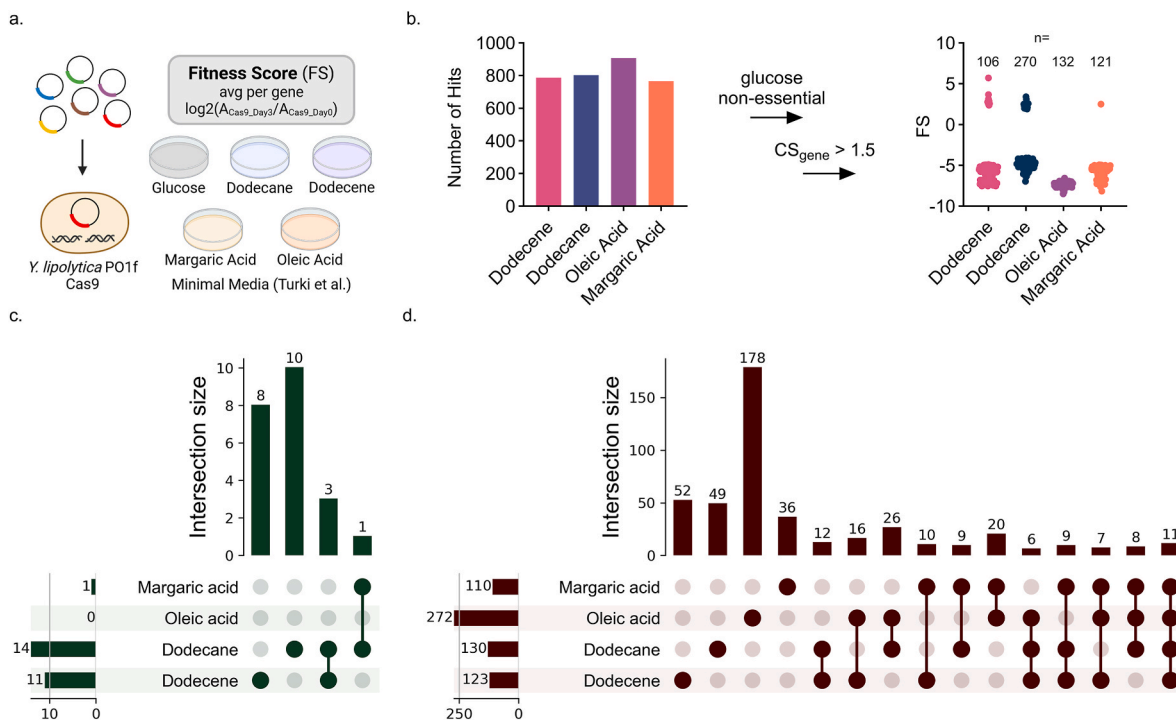 a.
Fitness Score (FS)
avg per gene
log2(ACas9_Day3/ACas9_Day0)
Glucose
Dodecane
Dodecene
Margaric Acid
Oleic Acid
Minimal Media (Turki et al.)
Y. lipolytica PO1f
Cas9
b.
Number of Hits
1000
800
600
400
200
0
Dodecene
Dodecane
Oleic Acid
Margaric Acid
glucose
non-essential
CSgene > 1.5
n=
106 270 132 121
FS
10
5
0
-5
-10
Dodecene
Dodecane
Oleic Acid
Margaric Acid
c.
Intersection size
10
8
6
4
2
0
8
10
3
1
1
Margaric acid
0
Oleic acid
14
Dodecane
11
Dodecene
10
0
d.
Intersection size
150
100
50
0
52
49
178
36
12
16
26
10
9
20
6
9
7
8
11
110
Margaric acid
272
Oleic acid
130
Dodecane
123
Dodecene
250
0